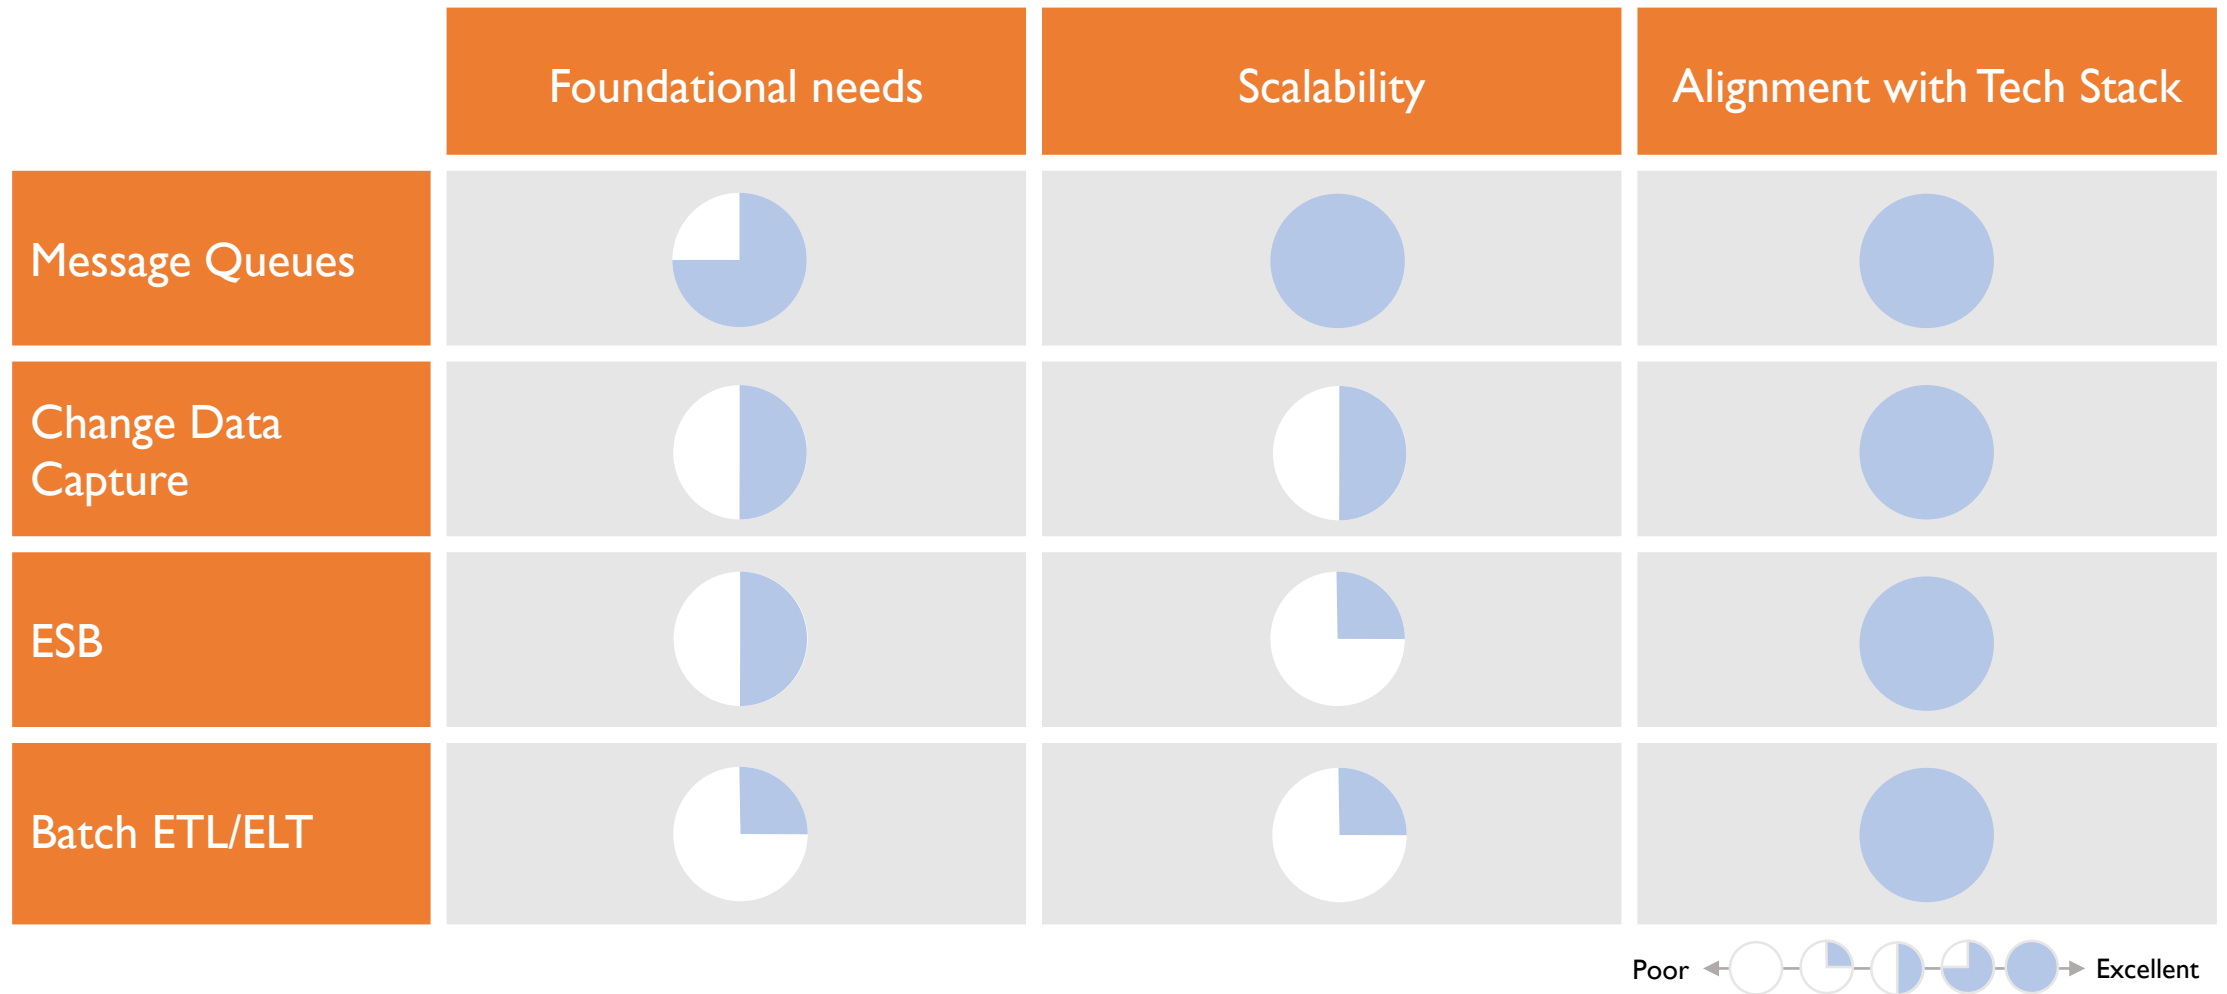 Foundational needs
Scalability
Alignment with Tech Stack
Message Queues
Change Data
Capture
ESB
Batch ETL/ELT
Poor
Excellent